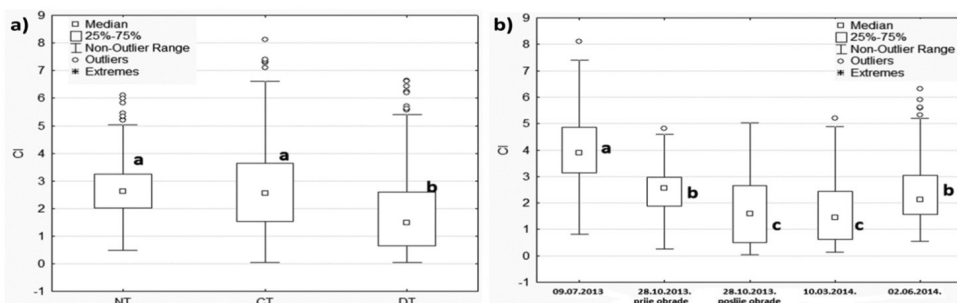 a)
Median
25%-75%
Non-Outlier Range
Outliers
Extremes
9
8
7
6
5
4
3
2
1
0
-1
CI
a
a
b
NT
CT
DT
b)
Median
25%-75%
Non-Outlier Range
Outliers
Extremes
9
8
7
6
5
4
3
2
1
0
-1
CI
a
b
c
c
b
09.07.2013
28.10.2013.
prije obrade
28.10.2013.
poslije obrade
10.03.2014.
02.06.2014.